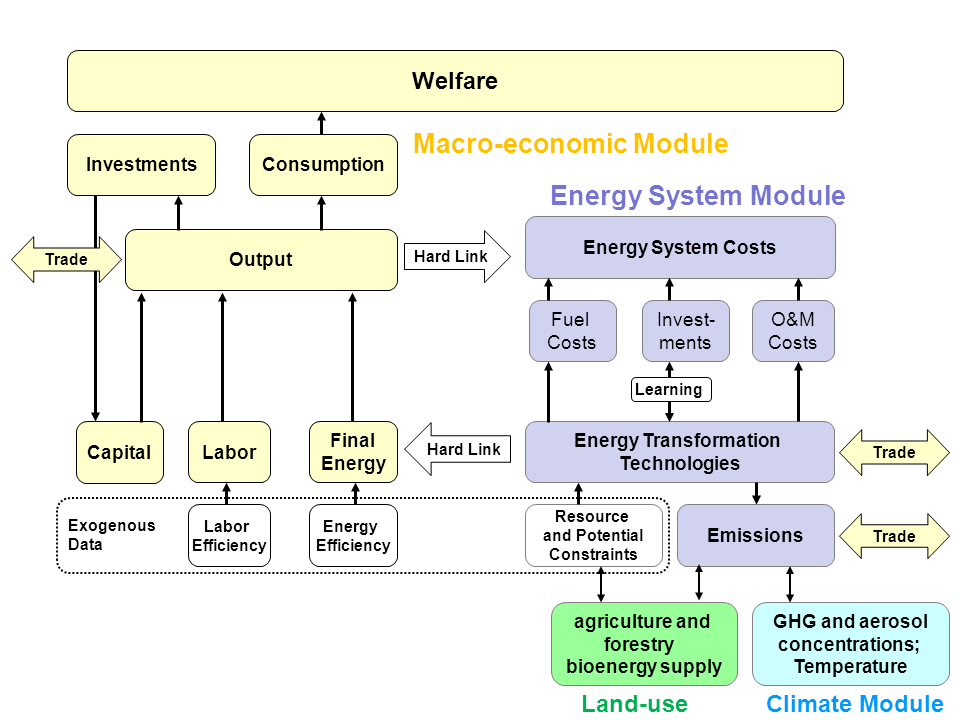 Welfare
Macro-economic Module
Investments
Consumption
Energy System Module
Trade
Output
Hard Link
Energy System Costs
Fuel
Costs
Invest-
ments
O&M
Costs
Learning
Capital
Labor
Final
Energy
Hard Link
Energy Transformation
Technologies
Trade
Exogenous
Data
Labor
Efficiency
Energy
Efficiency
Resource
and Potential
Constraints
Emissions
Trade
agriculture and
forestry
bioenergy supply
GHG and aerosol
concentrations;
Temperature
Land-use
Climate Module